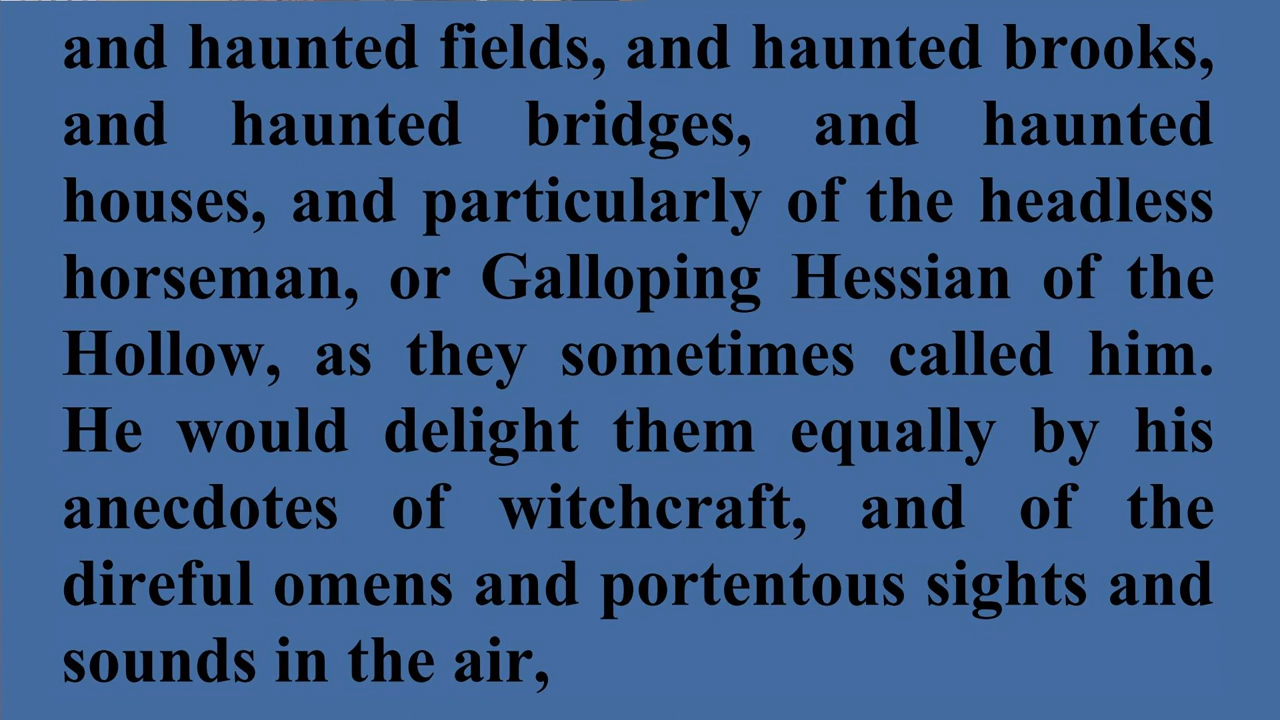 and haunted fields, and haunted brooks,
and haunted bridges, and haunted
houses, and particularly of the headless
horseman, or Galloping Hessian of the
Hollow, as they sometimes called him.
He would delight them equally by his
anecdotes of witchcraft, and of the
direful omens and portentous sights and
sounds in the air,